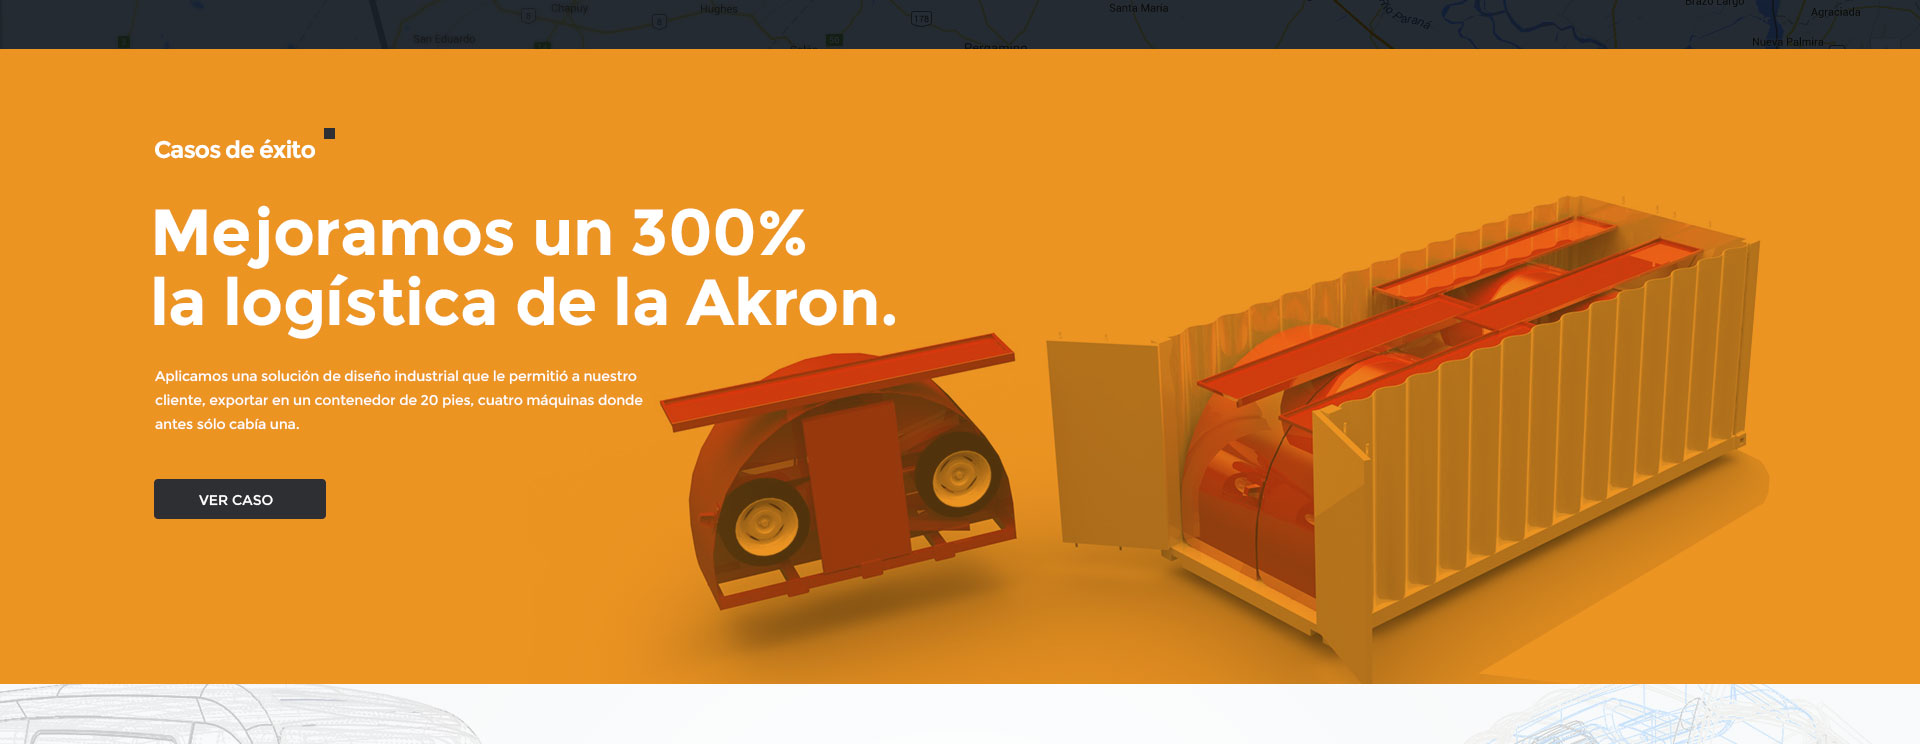 Chapuy
Hughes
8
8
178
Santa María
Río Paraná
Brazo Largo
Agraciada
7
San Eduardo
Pergamino
Nueva Palmira
Casos de éxito
Mejoramos un 300%
la logística de la Akron.
Aplicamos una solución de diseño industrial que le permitió a nuestro
cliente, exportar en un contenedor de 20 pies, cuatro máquinas donde
antes sólo cabía una.
VER CASO